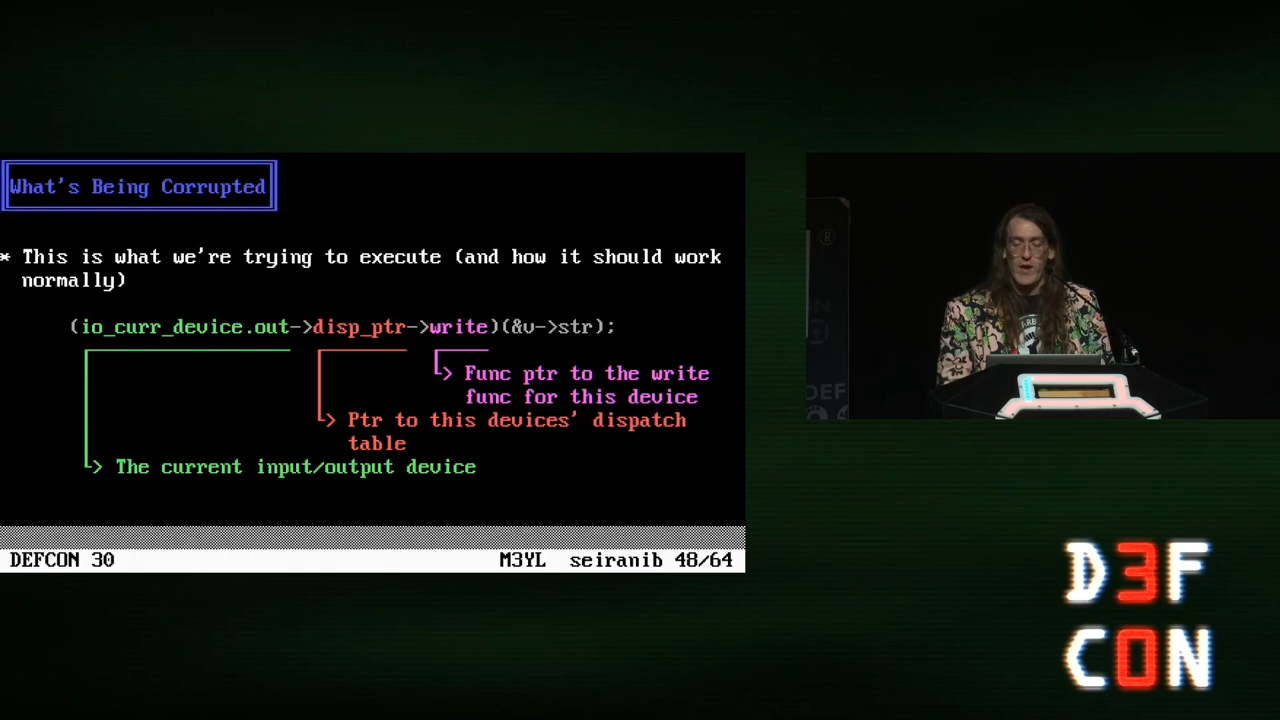 What's Being Corrupted
* This is what we're trying to execute (and how it should work
normally)
(io_curr_device.out->disp_ptr->write)(&v->str);
> Func ptr to the write
func for this device
> Ptr to this devices' dispatch
table
> The current input/output device
DEFCON 30 M3YL seiranib 48/64
®
DEF
D3F
C0N